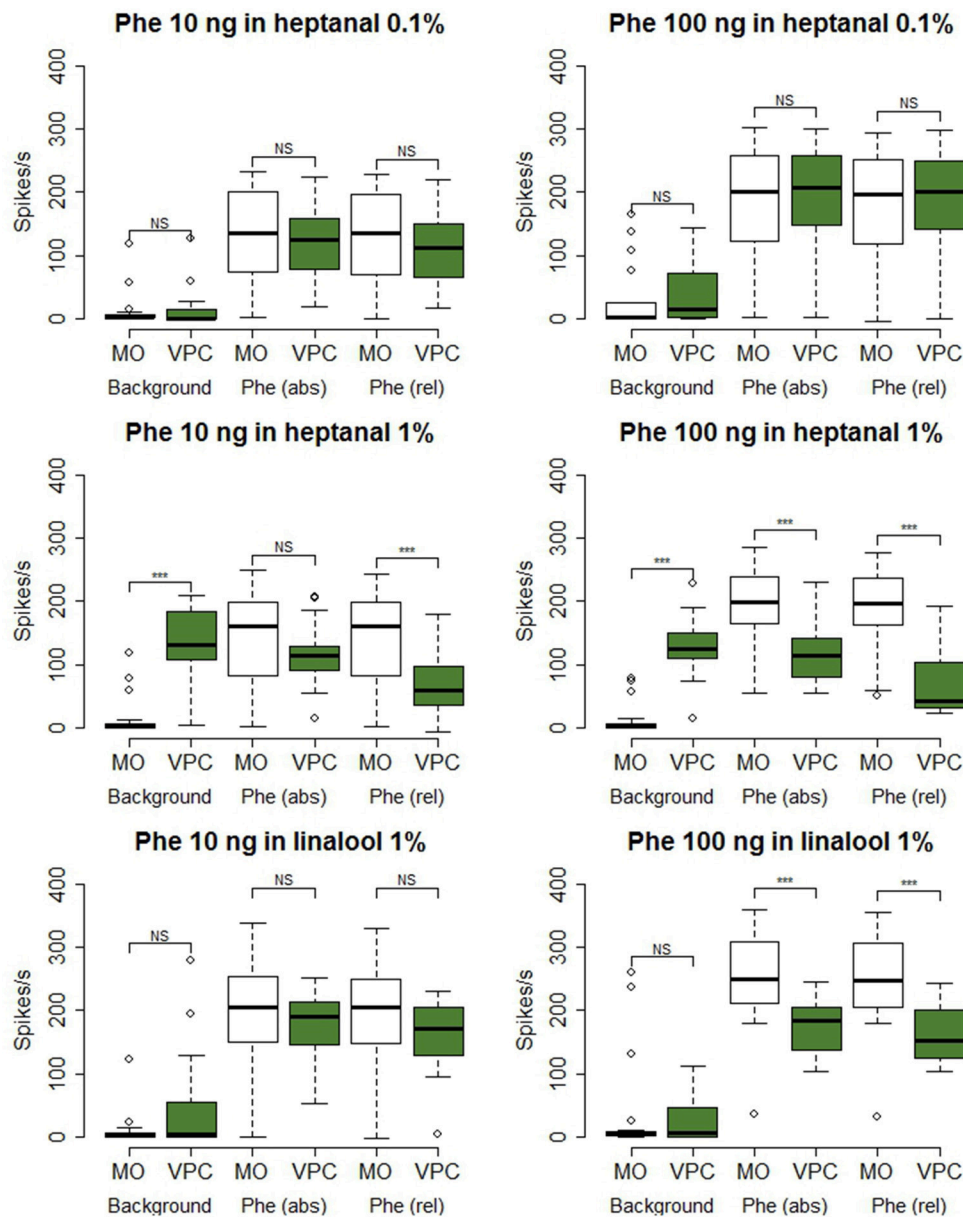 Phe 10 ng in heptanal 0.1%
Spikes/s
0 100 200 300 400
NS
NS
NS
MO VPC MO VPC MO VPC
Background Phe (abs) Phe (rel)
Phe 100 ng in heptanal 0.1%
0 100 200 300 400
NS
NS
NS
MO VPC MO VPC MO VPC
Background Phe (abs) Phe (rel)
Phe 10 ng in heptanal 1%
Spikes/s
0 100 200 300 400
***
NS
***
MO VPC MO VPC MO VPC
Background Phe (abs) Phe (rel)
Phe 100 ng in heptanal 1%
Spikes/s
0 100 200 300 400
***
***
***
MO VPC MO VPC MO VPC
Background Phe (abs) Phe (rel)
Phe 10 ng in linalool 1%
Spikes/s
0 100 200 300 400
NS
NS
NS
MO VPC MO VPC MO VPC
Background Phe (abs) Phe (rel)
Phe 100 ng in linalool 1%
Spikes/s
0 100 200 300 400
NS
***
***
MO VPC MO VPC MO VPC
Background Phe (abs) Phe (rel)